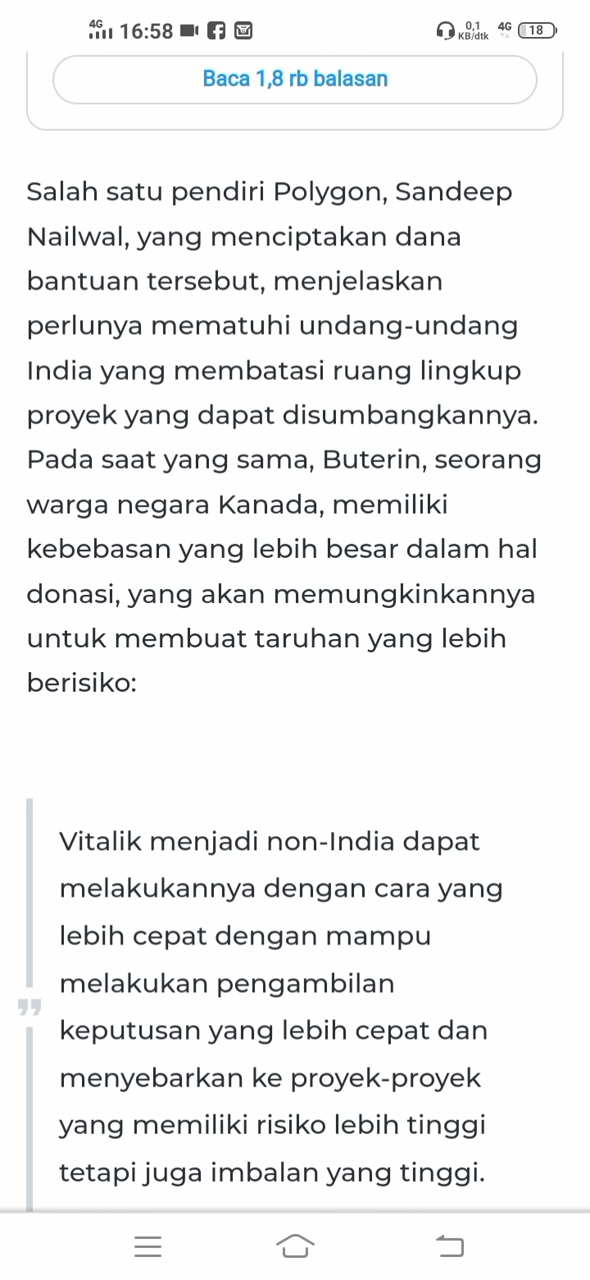 4G 16:58 0,1 KB/dtk 4G 18
Baca 1,8 rb balasan
Salah satu pendiri Polygon, Sandeep
Nailwal, yang menciptakan dana
bantuan tersebut, menjelaskan
perlunya mematuhi undang-undang
India yang membatasi ruang lingkup
proyek yang dapat disumbangkannya.
Pada saat yang sama, Buterin, seorang
warga negara Kanada, memiliki
kebebasan yang lebih besar dalam hal
donasi, yang akan memungkinkannya
untuk membuat taruhan yang lebih
berisiko:
Vitalik menjadi non-India dapat
melakukannya dengan cara yang
lebih cepat dengan mampu
melakukan pengambilan
keputusan yang lebih cepat dan
menyebarkan ke proyek-proyek
yang memiliki risiko lebih tinggi
tetapi juga imbalan yang tinggi.